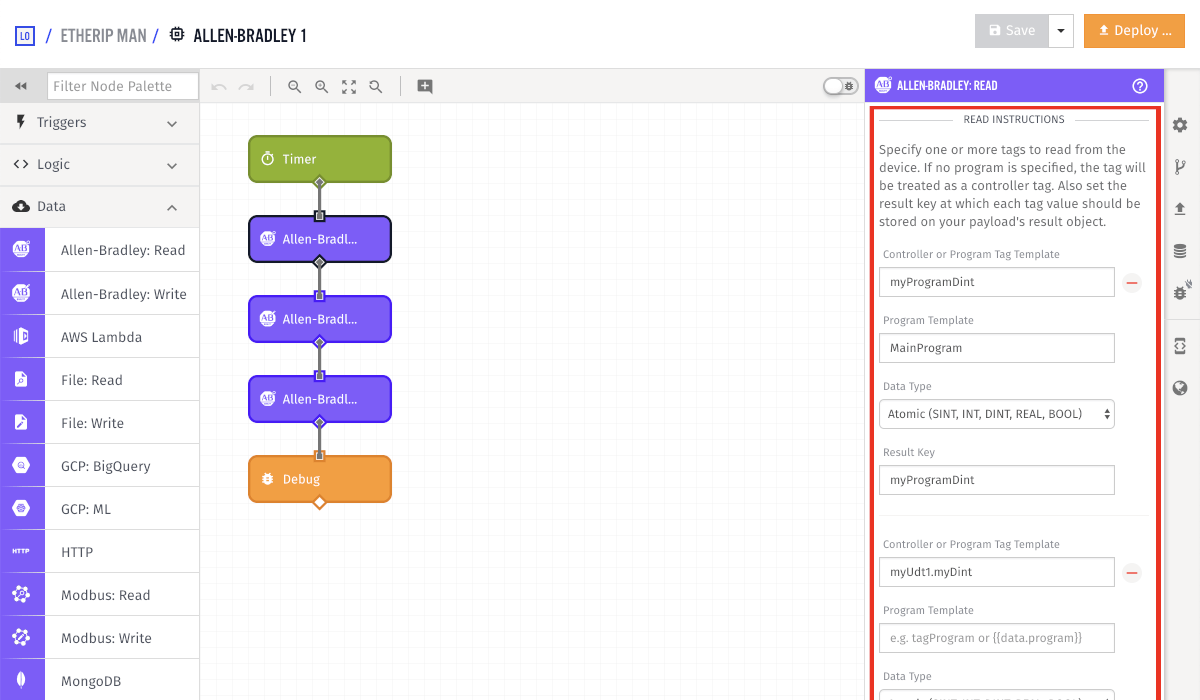 LO / ETHERIP MAN / ALLEN-BRADLEY 1
Save
Deploy ...
Filter Node Palette
Triggers
Logic
Data
Allen-Bradley: Read
Allen-Bradley: Write
AWS Lambda
File: Read
File: Write
GCP: BigQuery
GCP: ML
HTTP HTTP
Modbus: Read
Modbus: Write
MongoDB
Timer
AB Allen-Bradl...
AB Allen-Bradl...
AB Allen-Bradl...
Debug
AB ALLEN-BRADLEY: READ
READ INSTRUCTIONS
Specify one or more tags to read from the
device. If no program is specified, the tag will
be treated as a controller tag. Also set the
result key at which each tag value should be
stored on your payload's result object.
Controller or Program Tag Template
myProgramDint
Program Template
MainProgram
Data Type
Atomic (SINT, INT, DINT, REAL, BOOL)
Result Key
myProgramDint
Controller or Program Tag Template
myUdt1.myDint
Program Template
e.g. tagProgram or {{data.program}}
Data Type